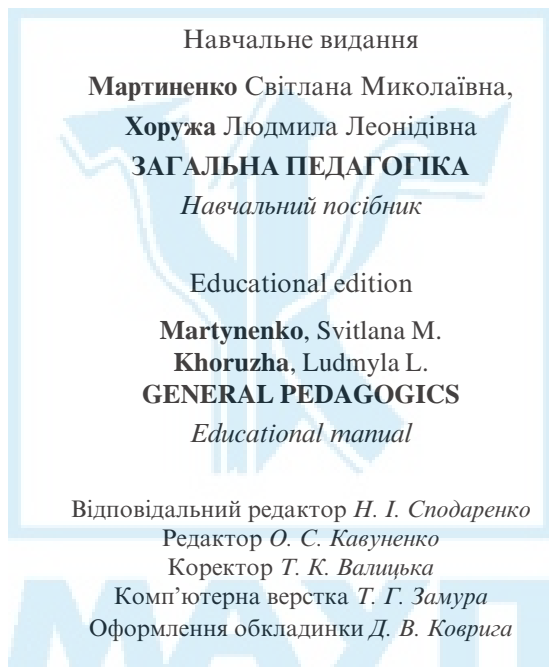 Навчальне видання
Мартиненко Світлана Миколаївна,
Хоружа Людмила Леонідівна
ЗАГАЛЬНА ПЕДАГОГІКА
Навчальний посібник
Educational edition
Martynenko, Svitlana M.
Khoruzha, Ludmyla L.
GENERAL PEDAGOGICS
Educational manual
Відповідальний редактор Н. І. Сподаренко
Редактор О. С. Кавуненко
Коректор Т. К. Валицька
Комп’ютерна верстка Т. Г. Замура
Оформлення обкладинки Д. В. Коврига
МАУП